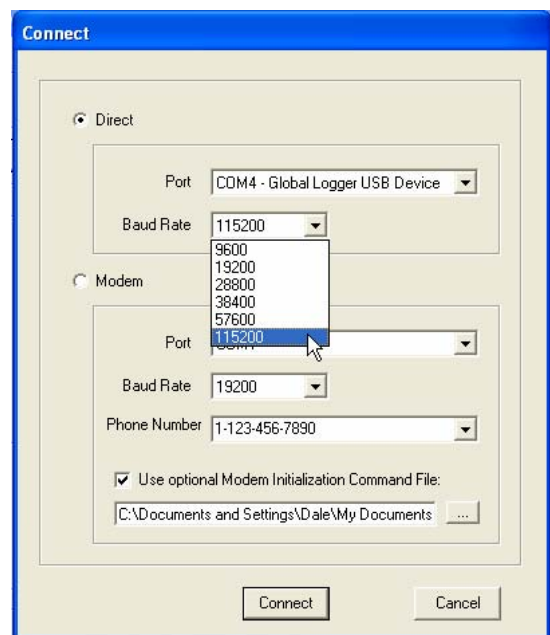 Connect
Direct
Port COM4 - Global Logger USB Device
Baud Rate 115200
9600
19200
28800
38400
57600
115200
Modem
Port
Baud Rate 19200
Phone Number 1-123-456-7890
Use optional Modem Initialization Command File:
C:\Documents and Settings\Dale\My Documents ...
Connect Cancel